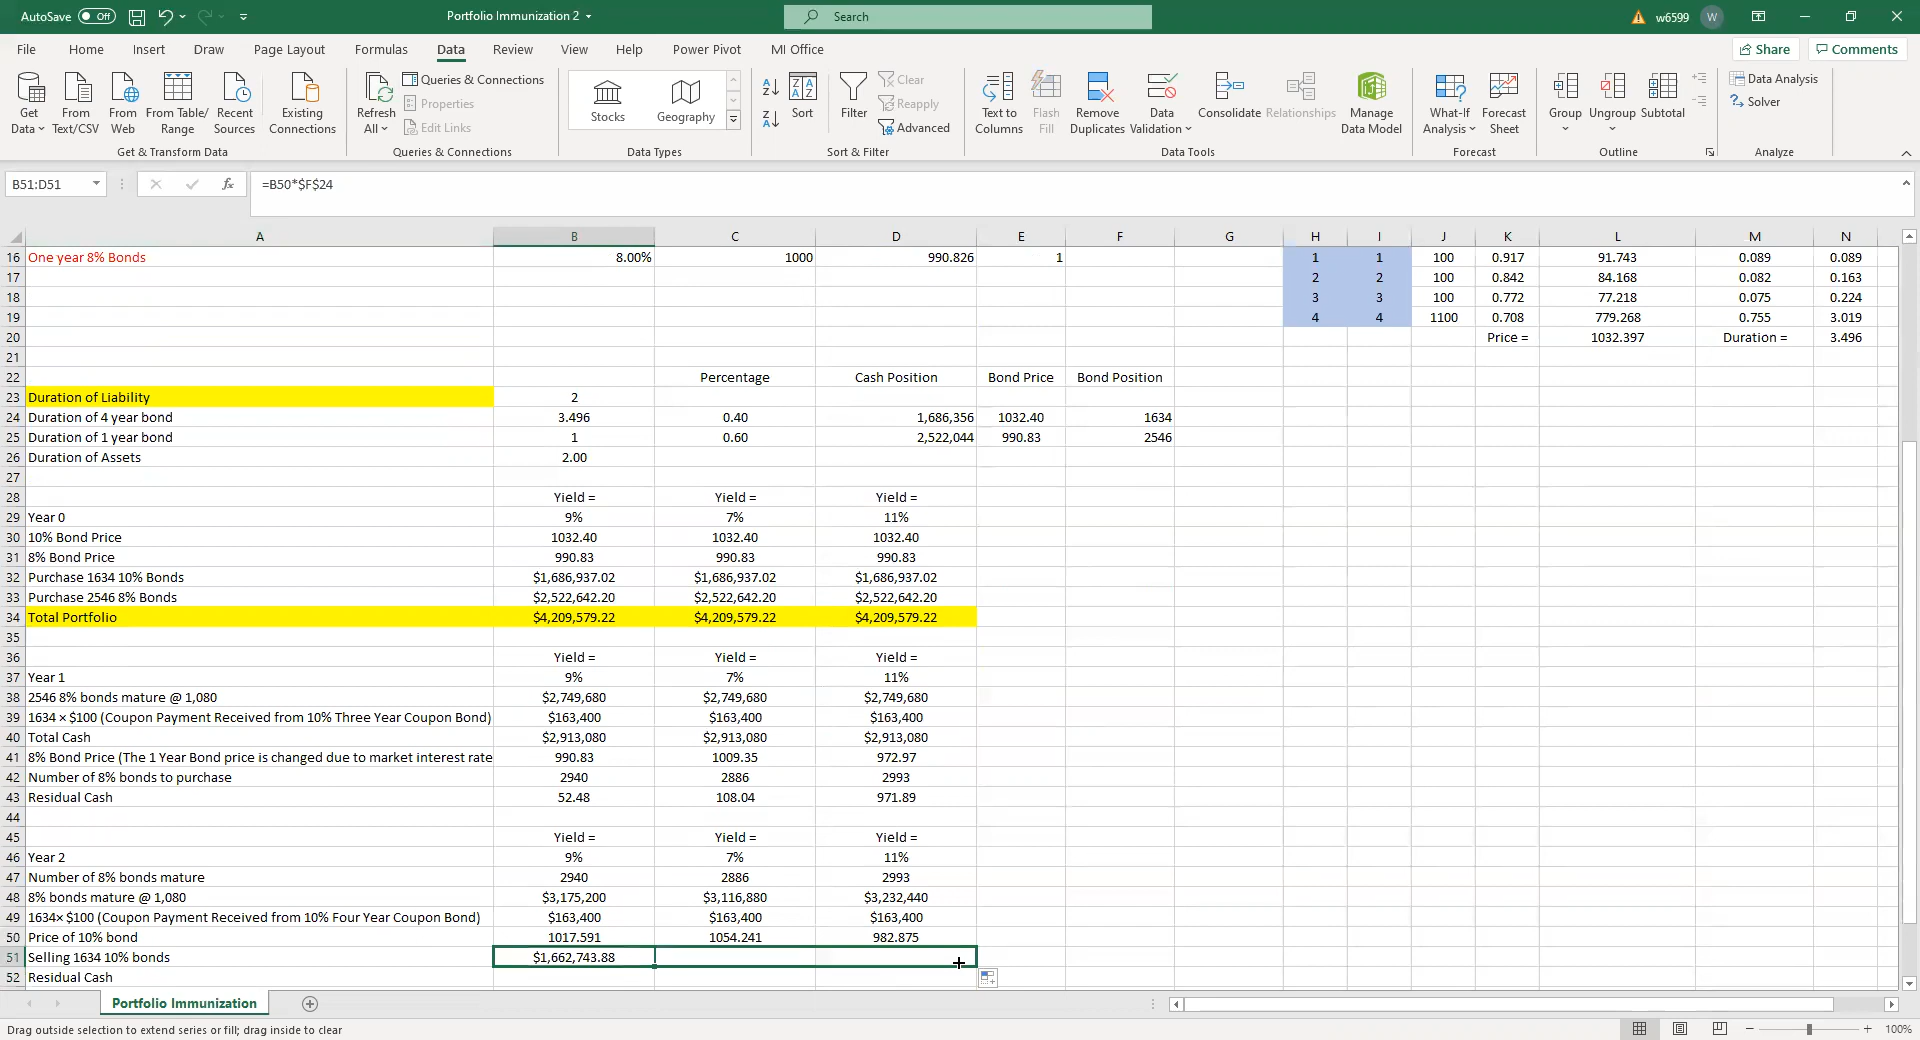 AutoSave Off Portfolio Immunization 2 Search w6599 W
File Home Insert Draw Page Layout Formulas Data Review View Help Power Pivot MI Office Share Comments
Get Data From Text/CSV From Web From Table/Range Recent Sources Existing Connections Refresh All Queries & Connections Properties Edit Links Stocks Geography Sort Filter Clear Reapply Advanced Text to Columns Flash Fill Remove Duplicates Data Validation Consolidate Relationships Manage Data Model What-If Analysis Forecast Sheet Group Ungroup Subtotal Data Analysis Solver
Get & Transform Data Queries & Connections Data Types Sort & Filter Data Tools Forecast Outline Analyze
B51:D51 fx =B50*$F$24
A B C D E F G H I J K L M N
16 One year 8% Bonds 8.00% 1000 990.826 1 1 1 100 0.917 91.743 0.089 0.089
17 2 2 100 0.842 84.168 0.082 0.163
18 3 3 100 0.772 77.218 0.075 0.224
19 4 4 1100 0.708 779.268 0.755 3.019
20 Price = 1032.397 Duration = 3.496
21
22 Percentage Cash Position Bond Price Bond Position
23 Duration of Liability 2
24 Duration of 4 year bond 3.496 0.40 1,686,356 1032.40 1634
25 Duration of 1 year bond 1 0.60 2,522,044 990.83 2546
26 Duration of Assets 2.00
27
28 Yield = Yield = Yield =
29 Year 0 9% 7% 11%
30 10% Bond Price 1032.40 1032.40 1032.40
31 8% Bond Price 990.83 990.83 990.83
32 Purchase 1634 10% Bonds $1,686,937.02 $1,686,937.02 $1,686,937.02
33 Purchase 2546 8% Bonds $2,522,642.20 $2,522,642.20 $2,522,642.20
34 Total Portfolio $4,209,579.22 $4,209,579.22 $4,209,579.22
35
36 Yield = Yield = Yield =
37 Year 1 9% 7% 11%
38 2546 8% bonds mature @ 1,080 $2,749,680 $2,749,680 $2,749,680
39 1634 × $100 (Coupon Payment Received from 10% Three Year Coupon Bond) $163,400 $163,400 $163,400
40 Total Cash $2,913,080 $2,913,080 $2,913,080
41 8% Bond Price (The 1 Year Bond price is changed due to market interest rate 990.83 1009.35 972.97
42 Number of 8% bonds to purchase 2940 2886 2993
43 Residual Cash 52.48 108.04 971.89
44
45 Yield = Yield = Yield =
46 Year 2 9% 7% 11%
47 Number of 8% bonds mature 2940 2886 2993
48 8% bonds mature @ 1,080 $3,175,200 $3,116,880 $3,232,440
49 1634× $100 (Coupon Payment Received from 10% Four Year Coupon Bond) $163,400 $163,400 $163,400
50 Price of 10% bond 1017.591 1054.241 982.875
51 Selling 1634 10% bonds $1,662,743.88
52 Residual Cash
Portfolio Immunization
Drag outside selection to extend series or fill; drag inside to clear 100%